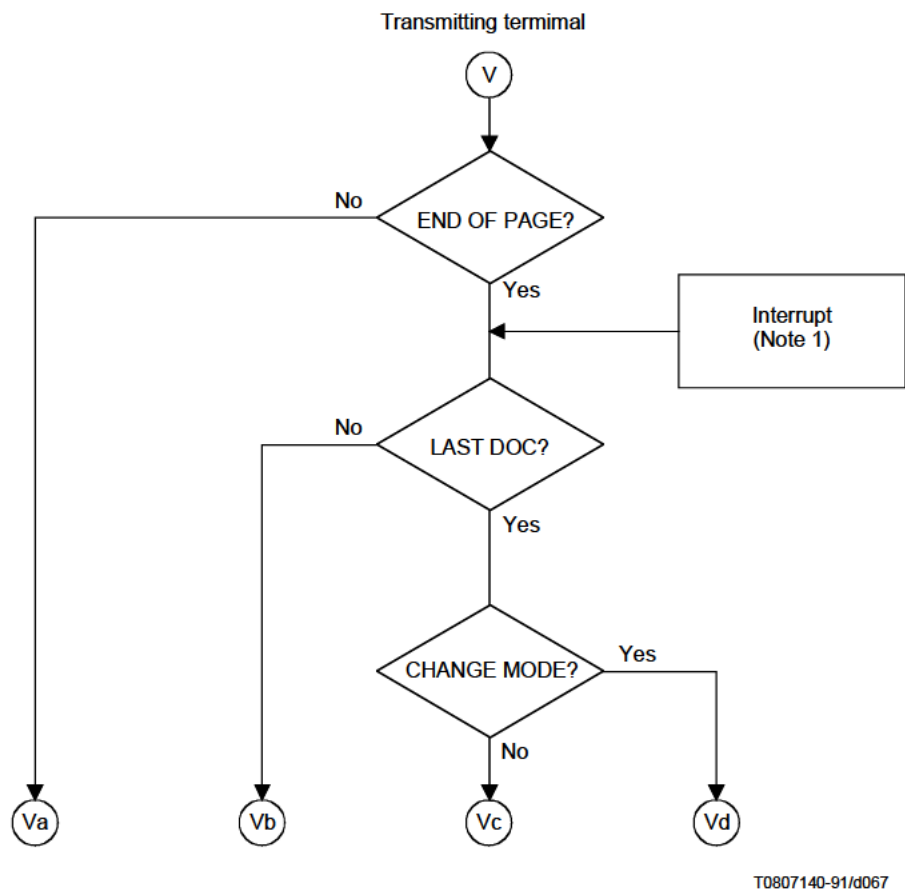 Transmitting termimal
V
No
END OF PAGE?
Yes
Interrupt
(Note 1)
No
LAST DOC?
Yes
CHANGE MODE?
Yes
No
Va
Vb
Vc
Vd
T0807140-91/d067